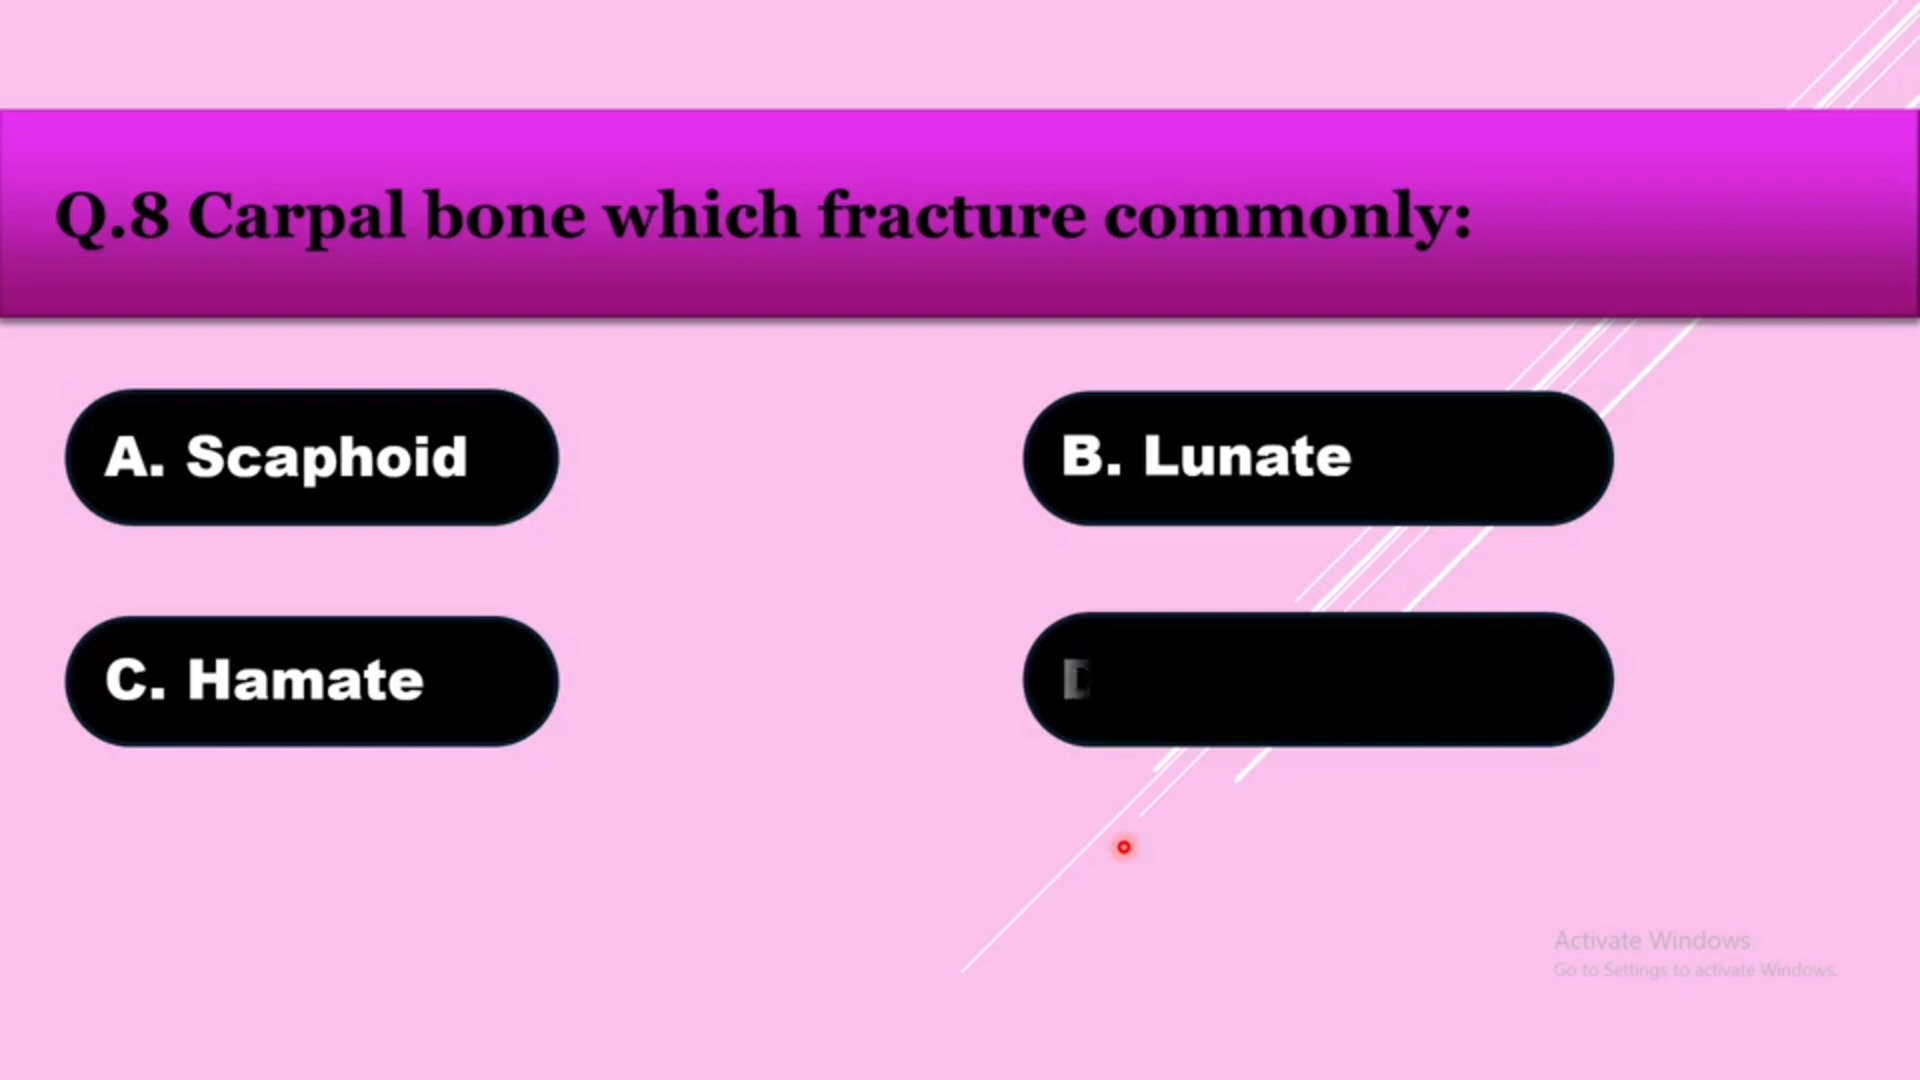 Q.8 Carpal bone which fracture commonly:
A. Scaphoid
B. Lunate
C. Hamate
D
Activate Windows
Go to Settings to activate Windows.